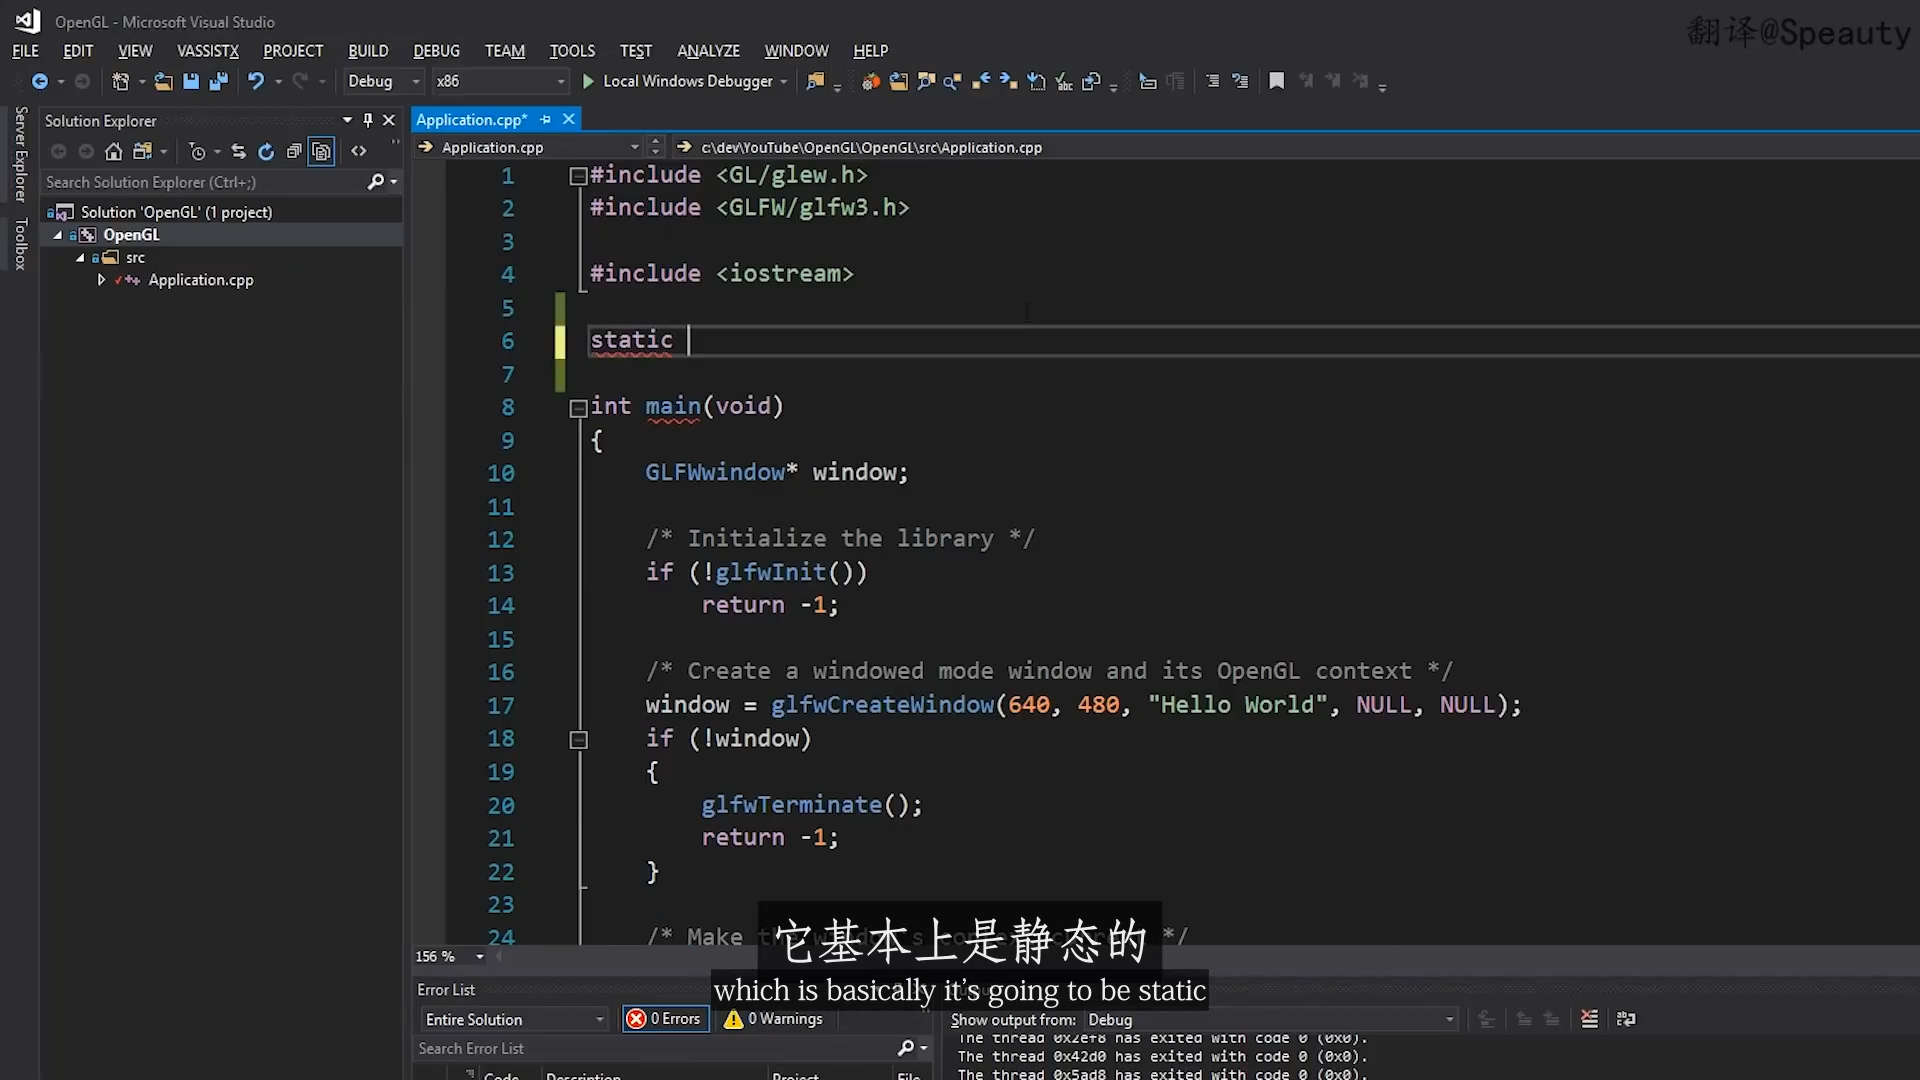 OpenGL - Microsoft Visual Studio
翻译@Speauty
FILE EDIT VIEW VASSISTX PROJECT BUILD DEBUG TEAM TOOLS TEST ANALYZE WINDOW HELP
Debug x86 Local Windows Debugger
Server Explorer
Toolbox
Solution Explorer
Search Solution Explorer (Ctrl+;)
Solution 'OpenGL' (1 project)
OpenGL
src
Application.cpp
Application.cpp*
Application.cpp c:\dev\YouTube\OpenGL\OpenGL\src\Application.cpp
1 #include <GL/glew.h>
2 #include <GLFW/glfw3.h>
3
4 #include <iostream>
5
6 static
7
8 int main(void)
9 {
10 GLFWwindow* window;
11
12 /* Initialize the library */
13 if (!glfwInit())
14 return -1;
15
16 /* Create a windowed mode window and its OpenGL context */
17 window = glfwCreateWindow(640, 480, "Hello World", NULL, NULL);
18 if (!window)
19 {
20 glfwTerminate();
21 return -1;
22 }
23
24 /* Make */
它基本上是静态的
which is basically it's going to be static
156 %
Error List
Entire Solution 0 Errors 0 Warnings
Search Error List
Code Description Project File
Show output from: Debug
The thread 0x2ef8 has exited with code 0 (0x0).
The thread 0x42d0 has exited with code 0 (0x0).
The thread 0x5ad8 has exited with code 0 (0x0).